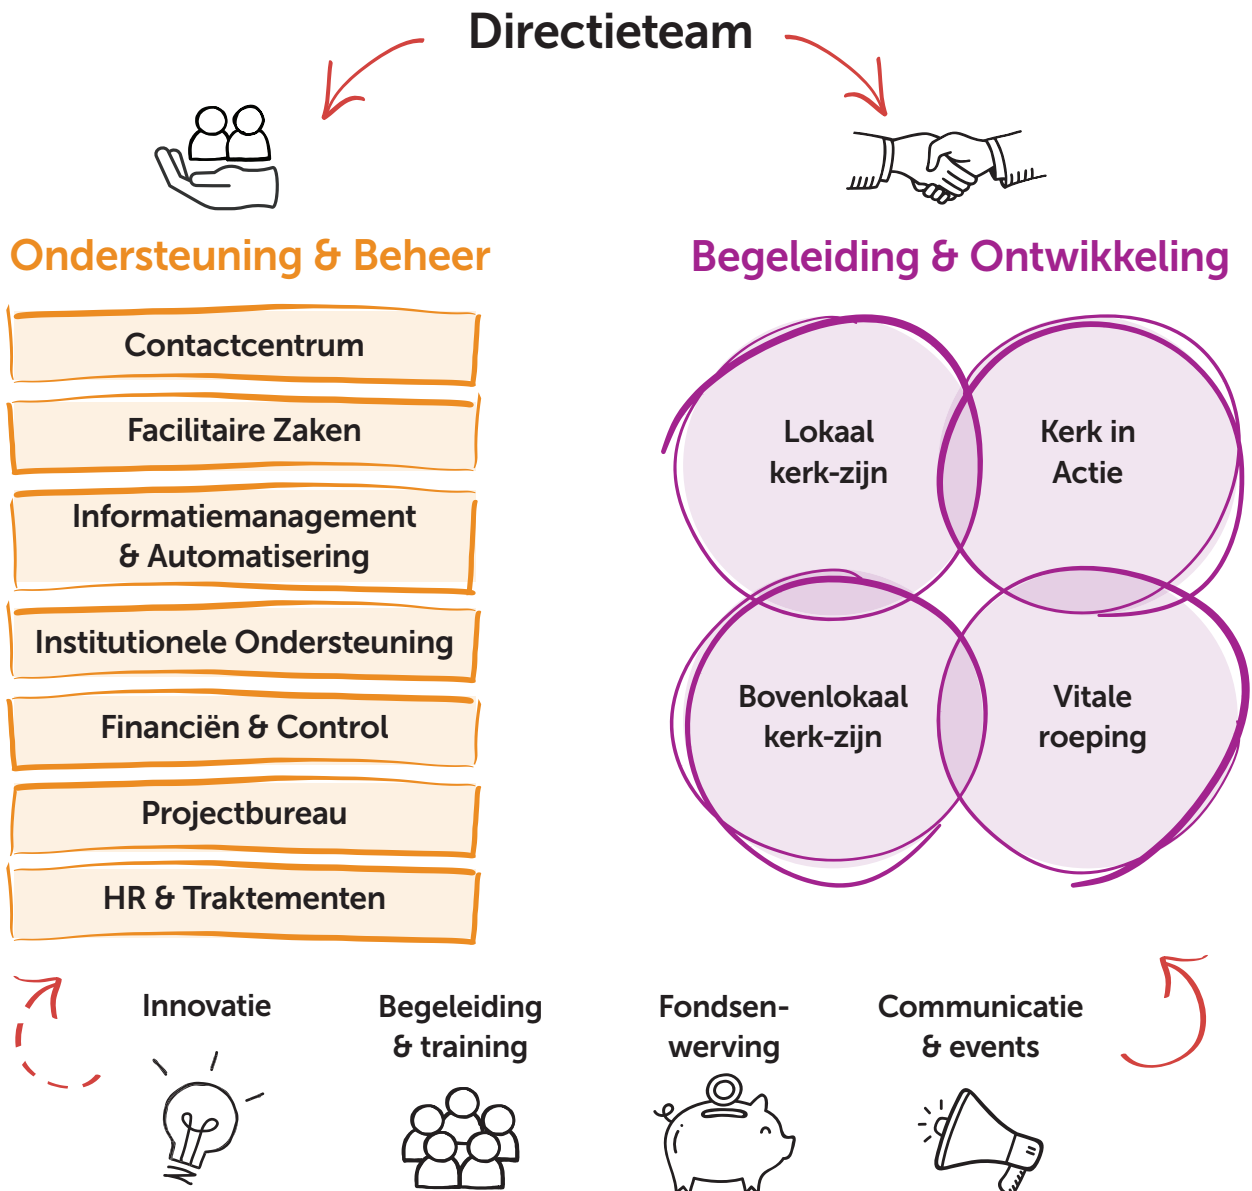 Directieteam
Ondersteuning & Beheer
Contactcentrum
Facilitaire Zaken
Informatiemanagement
& Automatisering
Institutionele Ondersteuning
Financiën & Control
Projectbureau
HR & Traktementen
Begeleiding & Ontwikkeling
Lokaal
kerk-zijn
Kerk in
Actie
Bovenlokaal
kerk-zijn
Vitale
roeping
Innovatie
Begeleiding
& training
Fondsen-
werving
Communicatie
& events